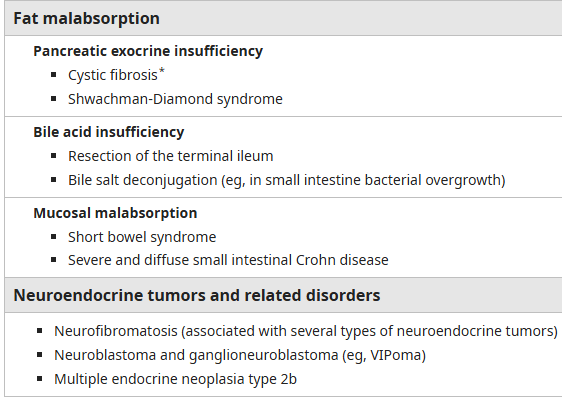 Fat malabsorption
Pancreatic exocrine insufficiency
▪ Cystic fibrosis*
▪ Shwachman-Diamond syndrome
Bile acid insufficiency
▪ Resection of the terminal ileum
▪ Bile salt deconjugation (eg, in small intestine bacterial overgrowth)
Mucosal malabsorption
▪ Short bowel syndrome
▪ Severe and diffuse small intestinal Crohn disease
Neuroendocrine tumors and related disorders
▪ Neurofibromatosis (associated with several types of neuroendocrine tumors)
▪ Neuroblastoma and ganglioneuroblastoma (eg, VIPoma)
▪ Multiple endocrine neoplasia type 2b